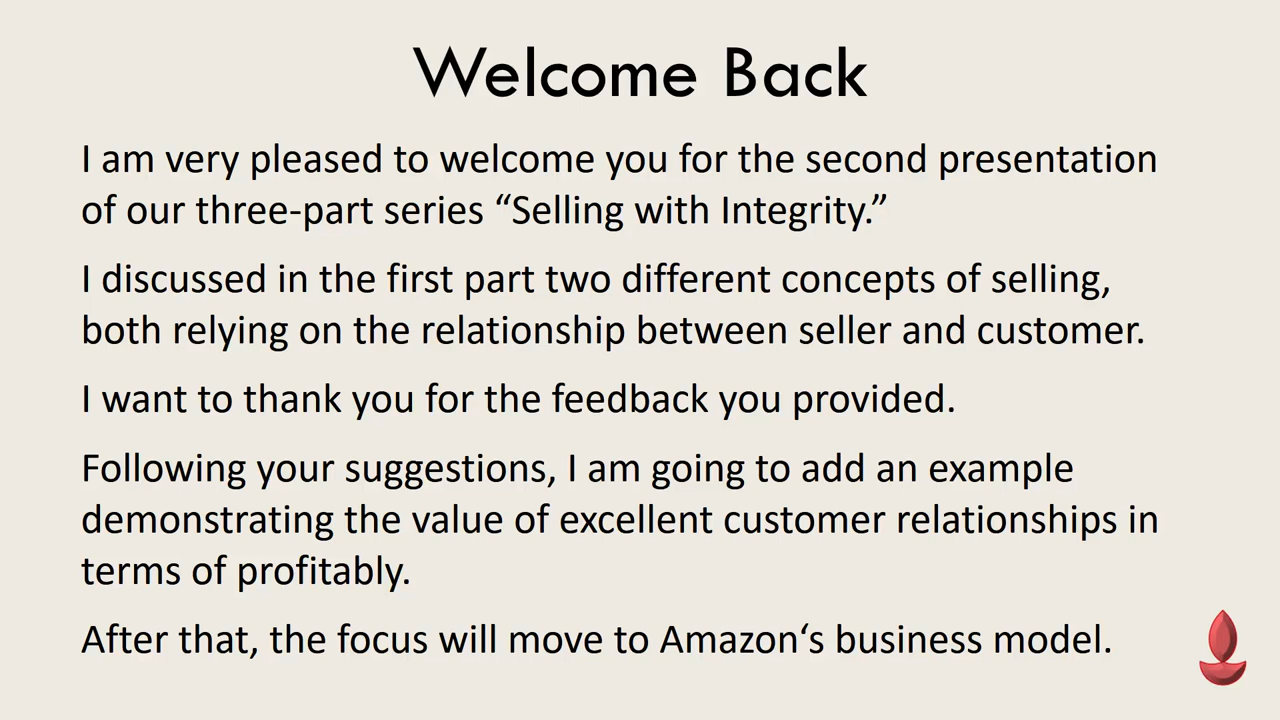 Welcome Back
I am very pleased to welcome you for the second presentation
of our three-part series “Selling with Integrity.”
I discussed in the first part two different concepts of selling,
both relying on the relationship between seller and customer.
I want to thank you for the feedback you provided.
Following your suggestions, I am going to add an example
demonstrating the value of excellent customer relationships in
terms of profitably.
After that, the focus will move to Amazon‘s business model.